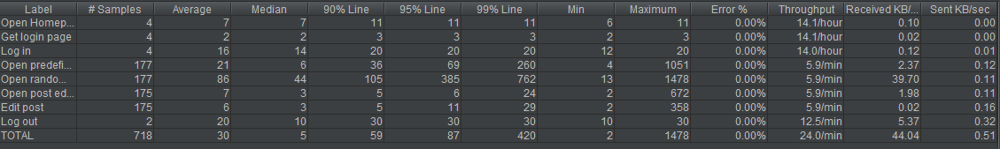 Label # Samples Average Median 90% Line 95% Line 99% Line Min Maximum Error % Throughput Received KB/... Sent KB/sec
Open Homep... 4 7 7 11 11 11 6 11 0.00% 14.1/hour 0.10 0.00
Get login page 4 2 2 3 3 3 2 3 0.00% 14.1/hour 0.02 0.00
Log in 4 16 14 20 20 20 12 20 0.00% 14.0/hour 0.12 0.01
Open predefi... 177 21 6 36 69 260 4 1051 0.00% 5.9/min 2.37 0.12
Open rando... 177 86 44 105 385 762 13 1478 0.00% 5.9/min 39.70 0.11
Open post ed... 175 7 3 5 6 24 2 672 0.00% 5.9/min 1.98 0.11
Edit post 175 6 3 5 11 29 2 358 0.00% 5.9/min 0.02 0.16
Log out 2 20 10 30 30 30 10 30 0.00% 12.5/min 5.37 0.32
TOTAL 718 30 5 59 87 420 2 1478 0.00% 24.0/min 44.04 0.51